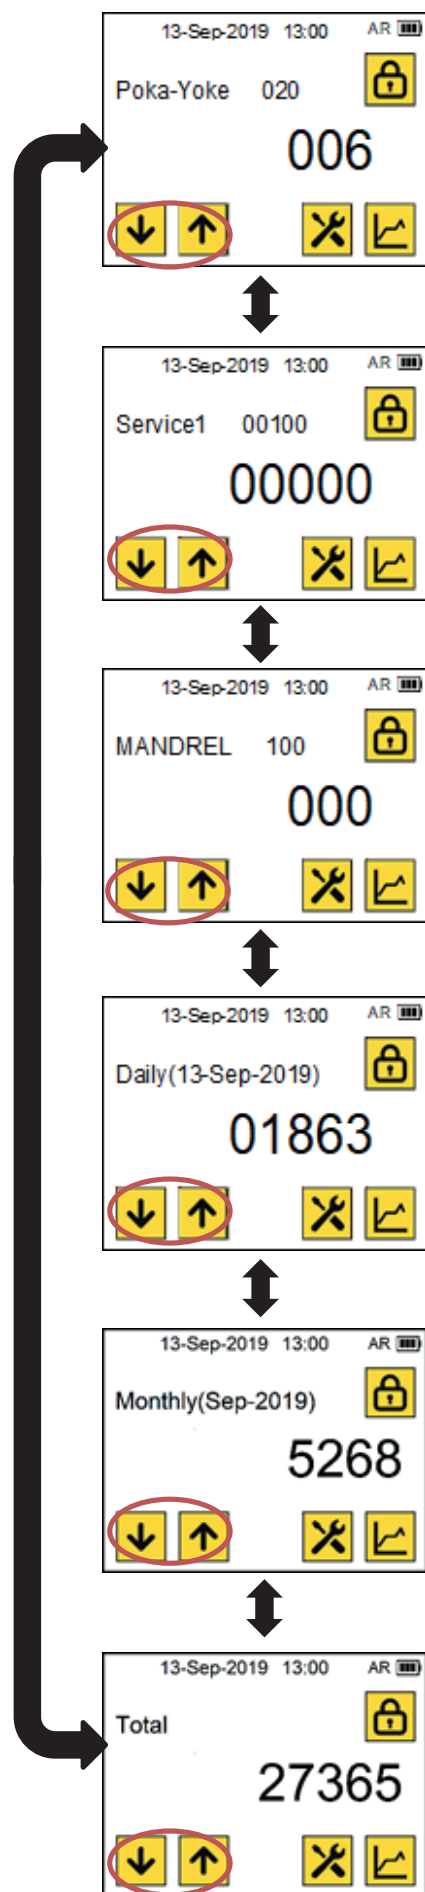 13-Sep-2019 13:00 AR
Poka-Yoke 020
006
13-Sep-2019 13:00 AR
Service1 00100
00000
13-Sep-2019 13:00 AR
MANDREL 100
000
13-Sep-2019 13:00 AR
Daily(13-Sep-2019)
01863
13-Sep-2019 13:00 AR
Monthly(Sep-2019)
5268
13-Sep-2019 13:00 AR
Total
27365